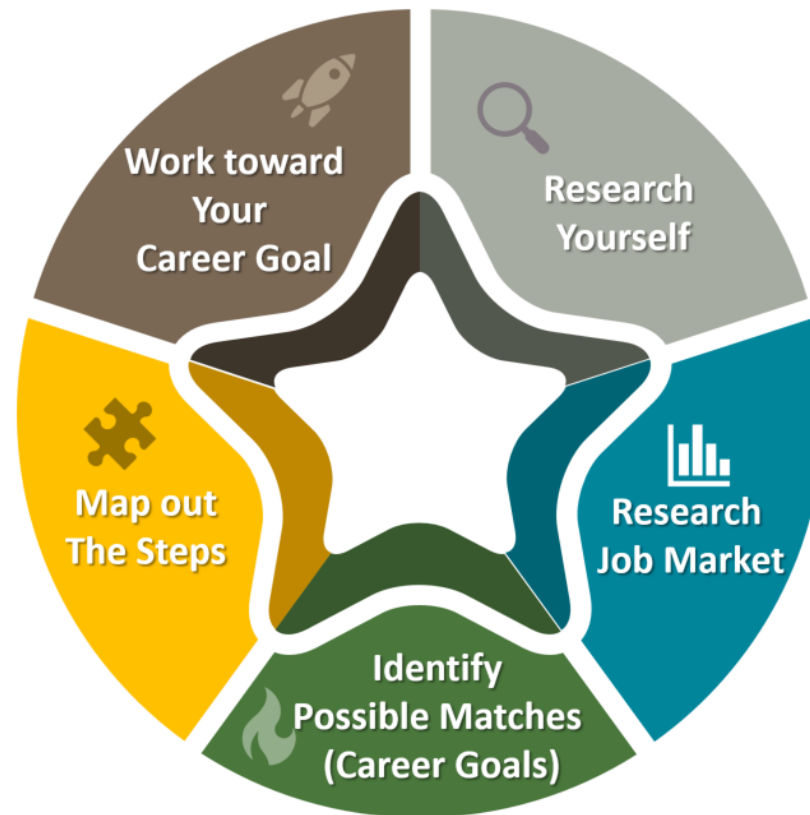 Work toward
Your
Career Goal
Research
Yourself
Research
Job Market
Identify
Possible Matches
(Career Goals)
Map out
The Steps